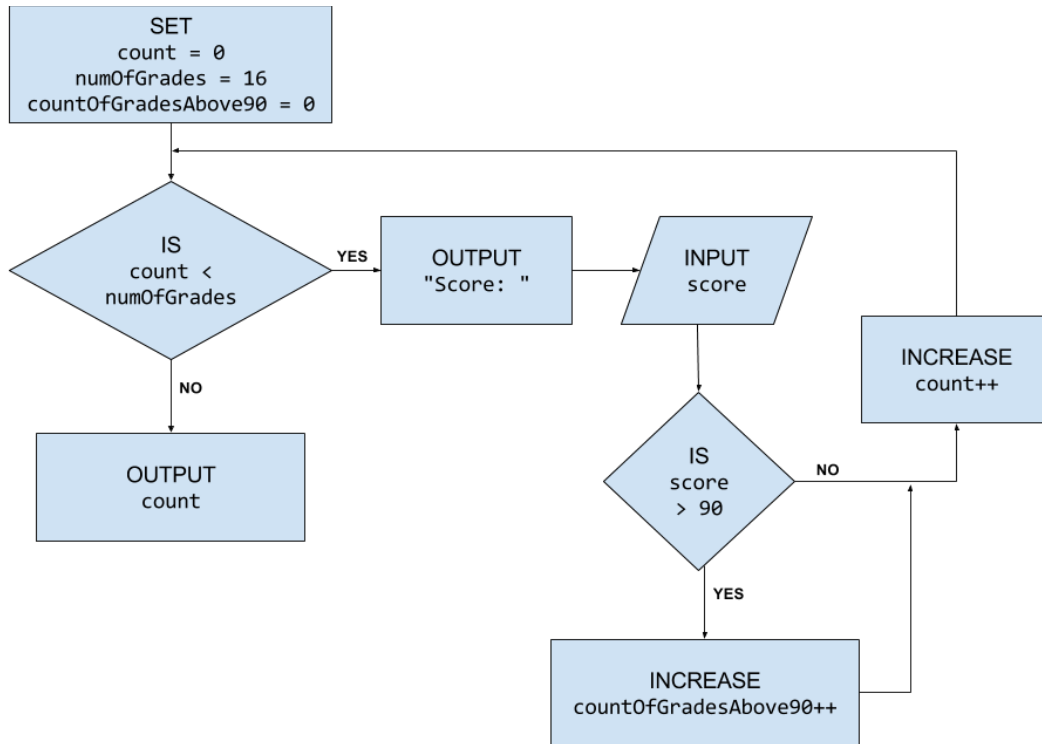 SET
count = 0
numOfGrades = 16
countOfGradesAbove90 = 0
IS
count <
numOfGrades
YES
OUTPUT
"Score: "
INPUT
score
INCREASE
count++
NO
OUTPUT
count
IS
score
> 90
NO
YES
INCREASE
countOfGradesAbove90++